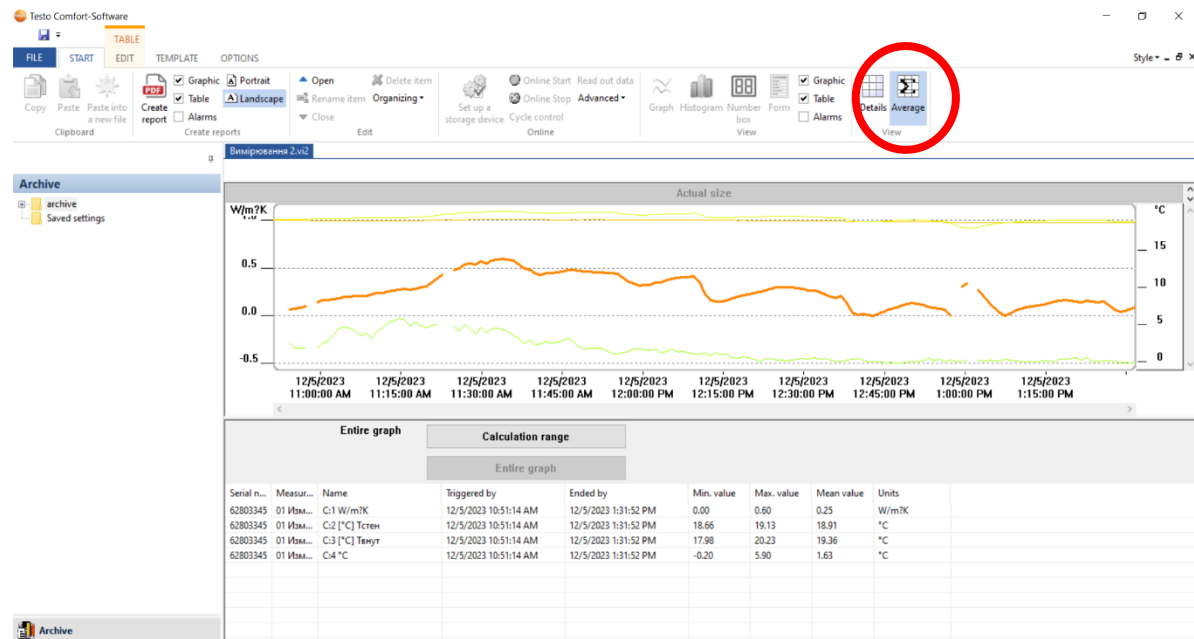 Testo Comfort-Software
TABLE
FILE START EDIT TEMPLATE OPTIONS Style
Copy Paste Paste into a new file
Clipboard
Create report
Graphic
Table
Alarms
Portrait
Landscape
Create reports
Open
Rename item
Close
Delete item
Organizing
Edit
Set up a storage device
Online Start
Online Stop
Cycle control
Read out data
Advanced
Online
Graph Histogram Number box Form
Graphic
Table
Alarms
View
Details Average
View
Вимірювання 2.vi2
Archive
archive
Saved settings
Actual size
W/m?K
°C
1.0
0.5
0.0
-0.5
15
10
5
0
12/5/2023 12/5/2023 12/5/2023 12/5/2023 12/5/2023 12/5/2023 12/5/2023 12/5/2023 12/5/2023 12/5/2023
11:00:00 AM 11:15:00 AM 11:30:00 AM 11:45:00 AM 12:00:00 PM 12:15:00 PM 12:30:00 PM 12:45:00 PM 1:00:00 PM 1:15:00 PM
Entire graph
Calculation range
Entire graph
Serial n... Measur... Name Triggered by Ended by Min. value Max. value Mean value Units
62803345 01 Изм... C:1 W/m?K 12/5/2023 10:51:14 AM 12/5/2023 1:31:52 PM 0.00 0.60 0.25 W/m?K
62803345 01 Изм... C:2 [°C] Тстен 12/5/2023 10:51:14 AM 12/5/2023 1:31:52 PM 18.66 19.13 18.91 °C
62803345 01 Изм... C:3 [°C] Твнут 12/5/2023 10:51:14 AM 12/5/2023 1:31:52 PM 17.98 20.23 19.36 °C
62803345 01 Изм... C:4 °C 12/5/2023 10:51:14 AM 12/5/2023 1:31:52 PM -0.20 5.90 1.63 °C
Archive